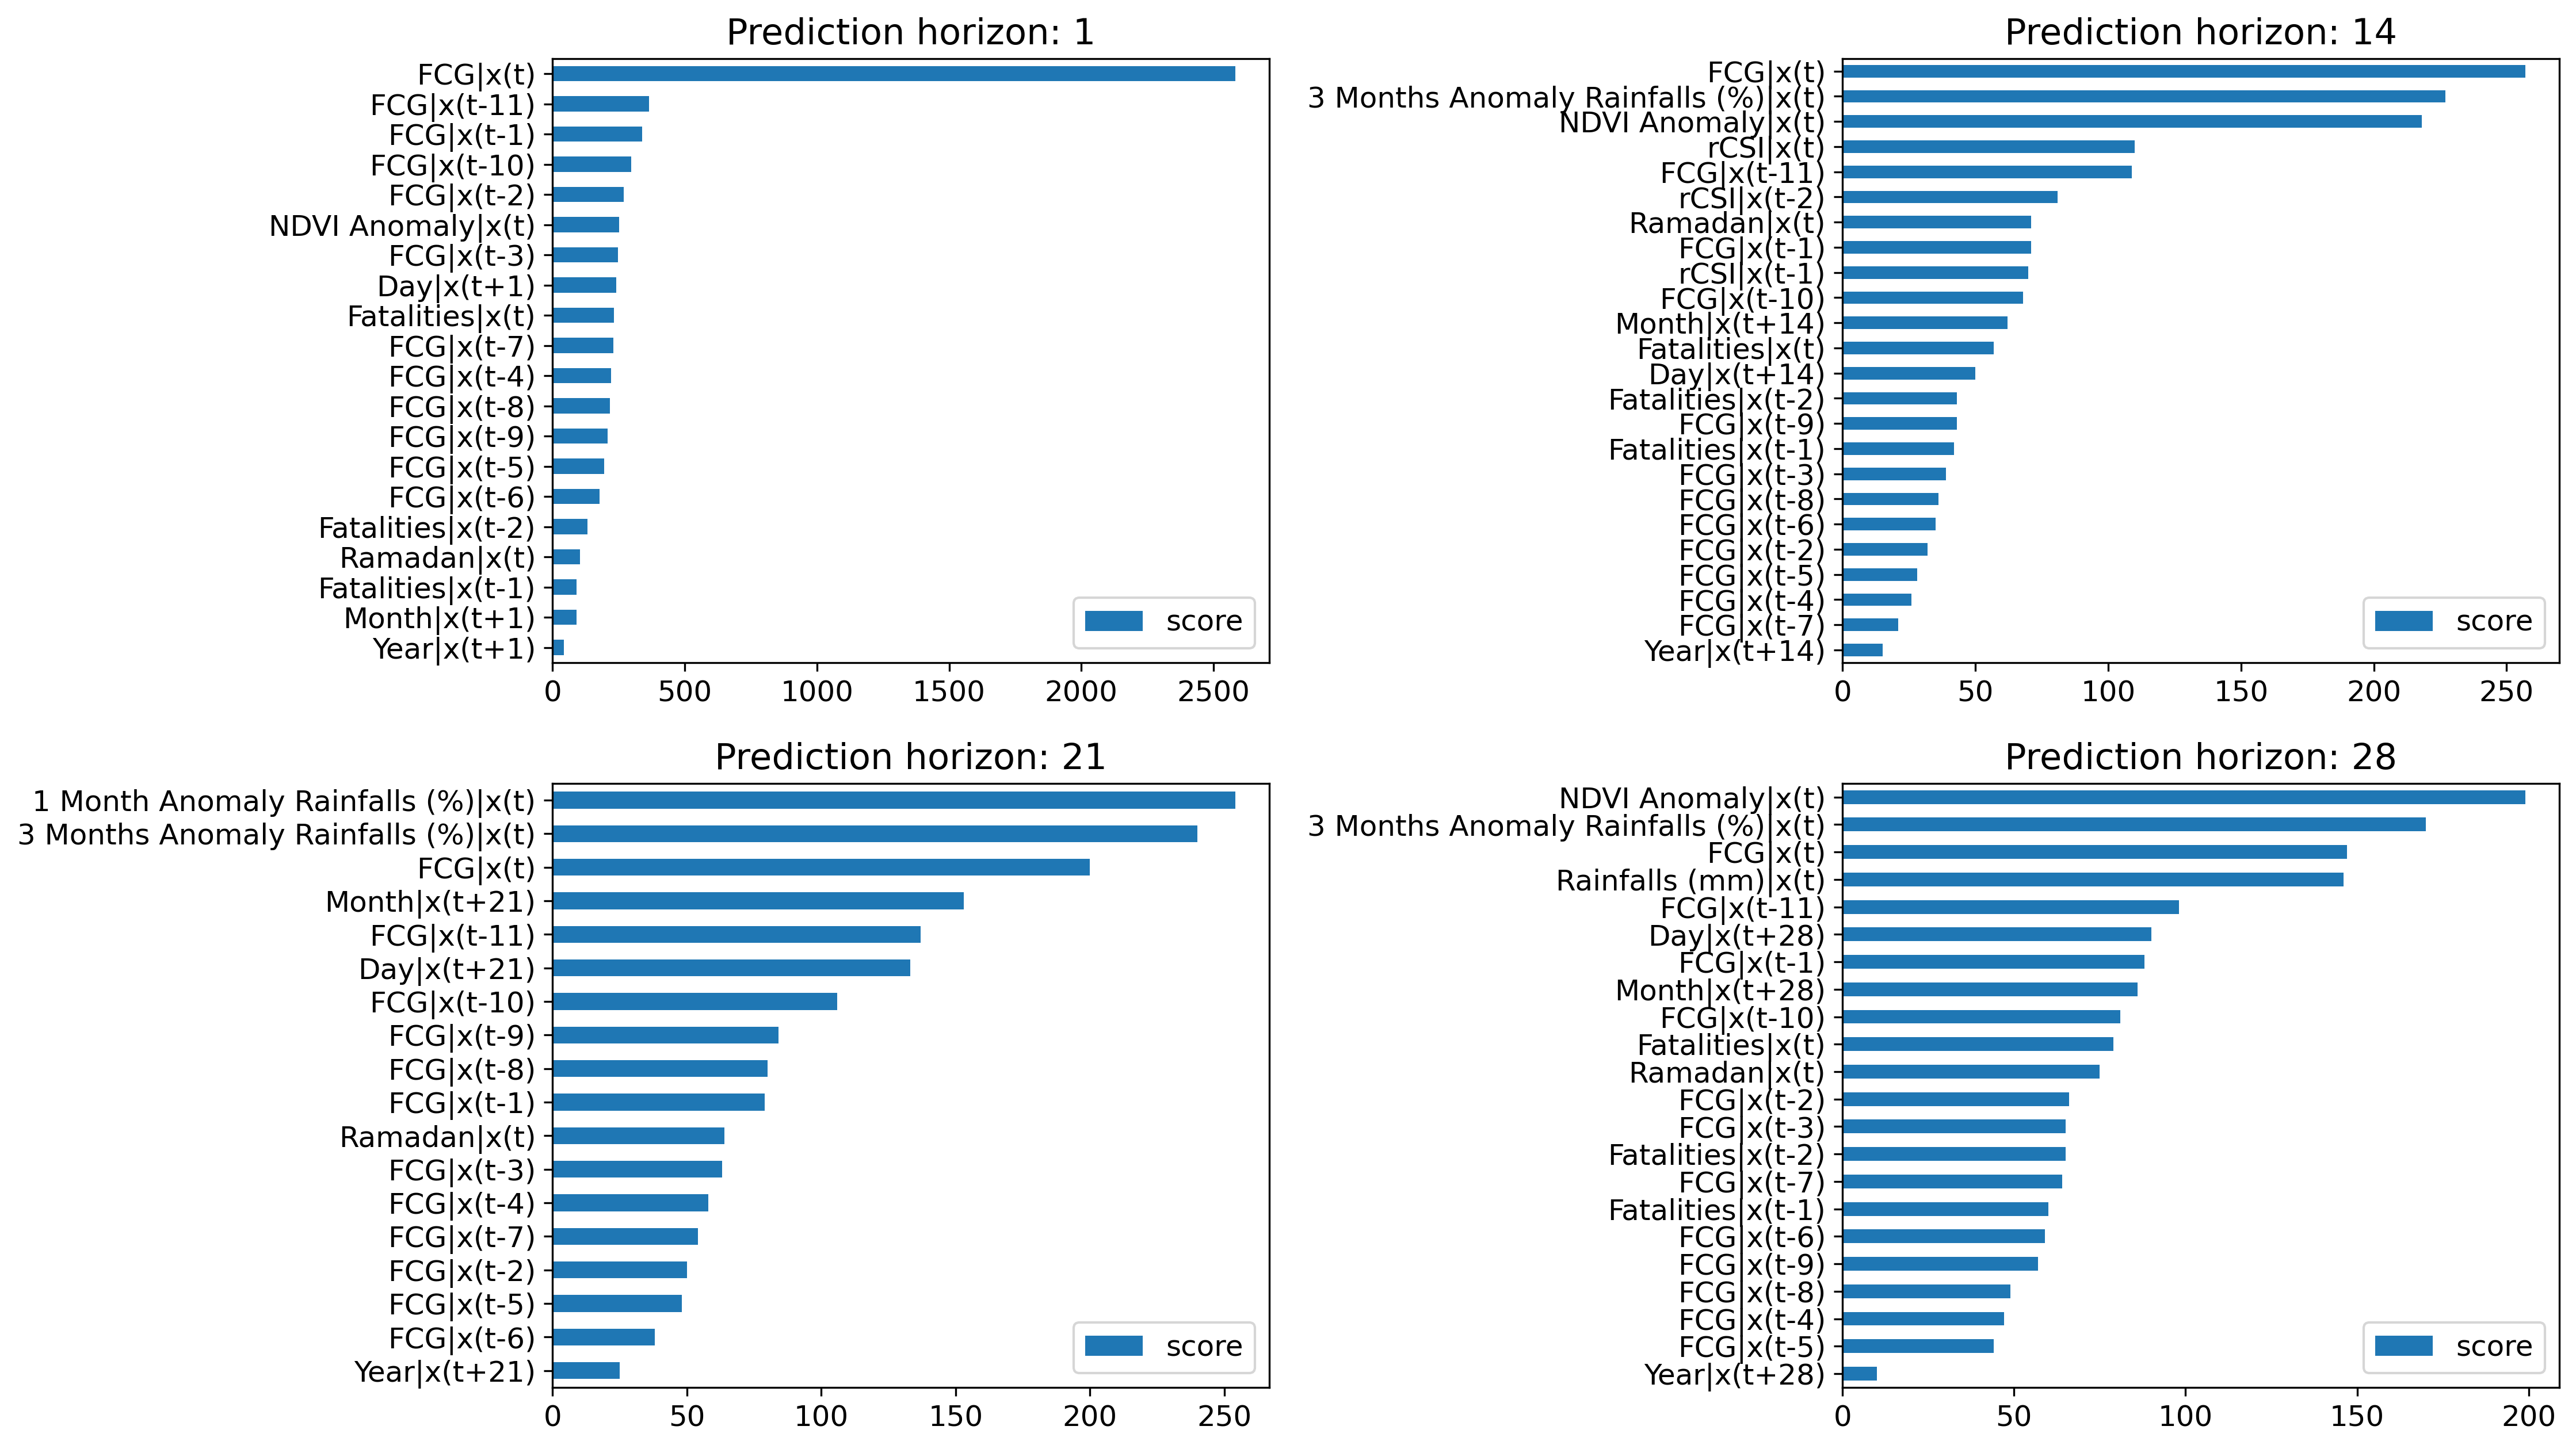 Prediction horizon: 1
FCG|x(t)
FCG|x(t-11)
FCG|x(t-1)
FCG|x(t-10)
FCG|x(t-2)
NDVI Anomaly|x(t)
FCG|x(t-3)
Day|x(t+1)
Fatalities|x(t)
FCG|x(t-7)
FCG|x(t-4)
FCG|x(t-8)
FCG|x(t-9)
FCG|x(t-5)
FCG|x(t-6)
Fatalities|x(t-2)
Ramadan|x(t)
Fatalities|x(t-1)
Month|x(t+1)
Year|x(t+1)
score
0 500 1000 1500 2000 2500
Prediction horizon: 14
FCG|x(t)
3 Months Anomaly Rainfalls (%)|x(t)
NDVI Anomaly|x(t)
rCSI|x(t)
FCG|x(t-11)
rCSI|x(t-2)
Ramadan|x(t)
FCG|x(t-1)
rCSI|x(t-1)
FCG|x(t-10)
Month|x(t+14)
Fatalities|x(t)
Day|x(t+14)
Fatalities|x(t-2)
FCG|x(t-9)
Fatalities|x(t-1)
FCG|x(t-3)
FCG|x(t-8)
FCG|x(t-6)
FCG|x(t-2)
FCG|x(t-5)
FCG|x(t-4)
FCG|x(t-7)
Year|x(t+14)
score
0 50 100 150 200 250
Prediction horizon: 21
1 Month Anomaly Rainfalls (%)|x(t)
3 Months Anomaly Rainfalls (%)|x(t)
FCG|x(t)
Month|x(t+21)
FCG|x(t-11)
Day|x(t+21)
FCG|x(t-10)
FCG|x(t-9)
FCG|x(t-8)
FCG|x(t-1)
Ramadan|x(t)
FCG|x(t-3)
FCG|x(t-4)
FCG|x(t-7)
FCG|x(t-2)
FCG|x(t-5)
FCG|x(t-6)
Year|x(t+21)
score
0 50 100 150 200 250
Prediction horizon: 28
NDVI Anomaly|x(t)
3 Months Anomaly Rainfalls (%)|x(t)
FCG|x(t)
Rainfalls (mm)|x(t)
FCG|x(t-11)
Day|x(t+28)
FCG|x(t-1)
Month|x(t+28)
FCG|x(t-10)
Fatalities|x(t)
Ramadan|x(t)
FCG|x(t-2)
FCG|x(t-3)
Fatalities|x(t-2)
FCG|x(t-7)
Fatalities|x(t-1)
FCG|x(t-6)
FCG|x(t-9)
FCG|x(t-8)
FCG|x(t-4)
FCG|x(t-5)
Year|x(t+28)
score
0 50 100 150 200